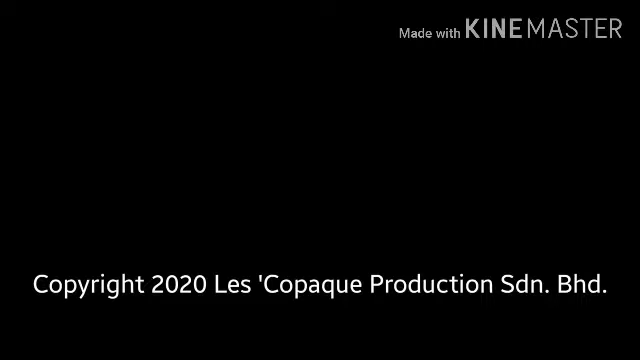 Made with KINEMASTER
Copyright 2020 Les 'Copaque Production Sdn. Bhd.